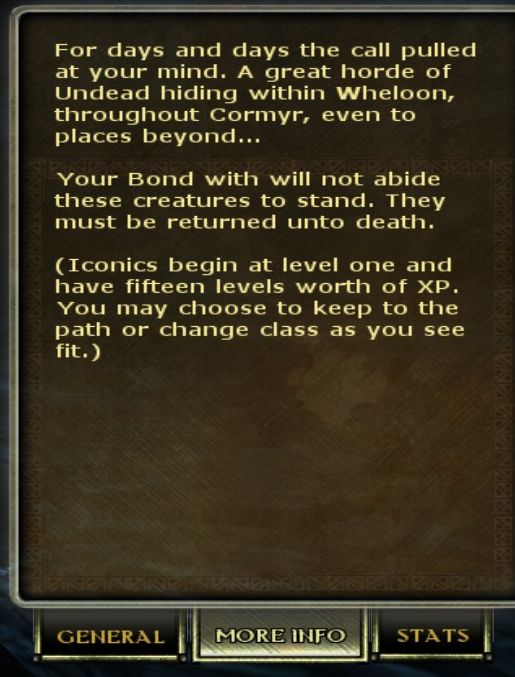 For days and days the call pulled
at your mind. A great horde of
Undead hiding within Wheloon,
throughout Cormyr, even to
places beyond...
Your Bond with will not abide
these creatures to stand. They
must be returned unto death.
(Iconics begin at level one and
have fifteen levels worth of XP.
You may choose to keep to the
path or change class as you see
fit.)
GENERAL
MORE INFO
STATS